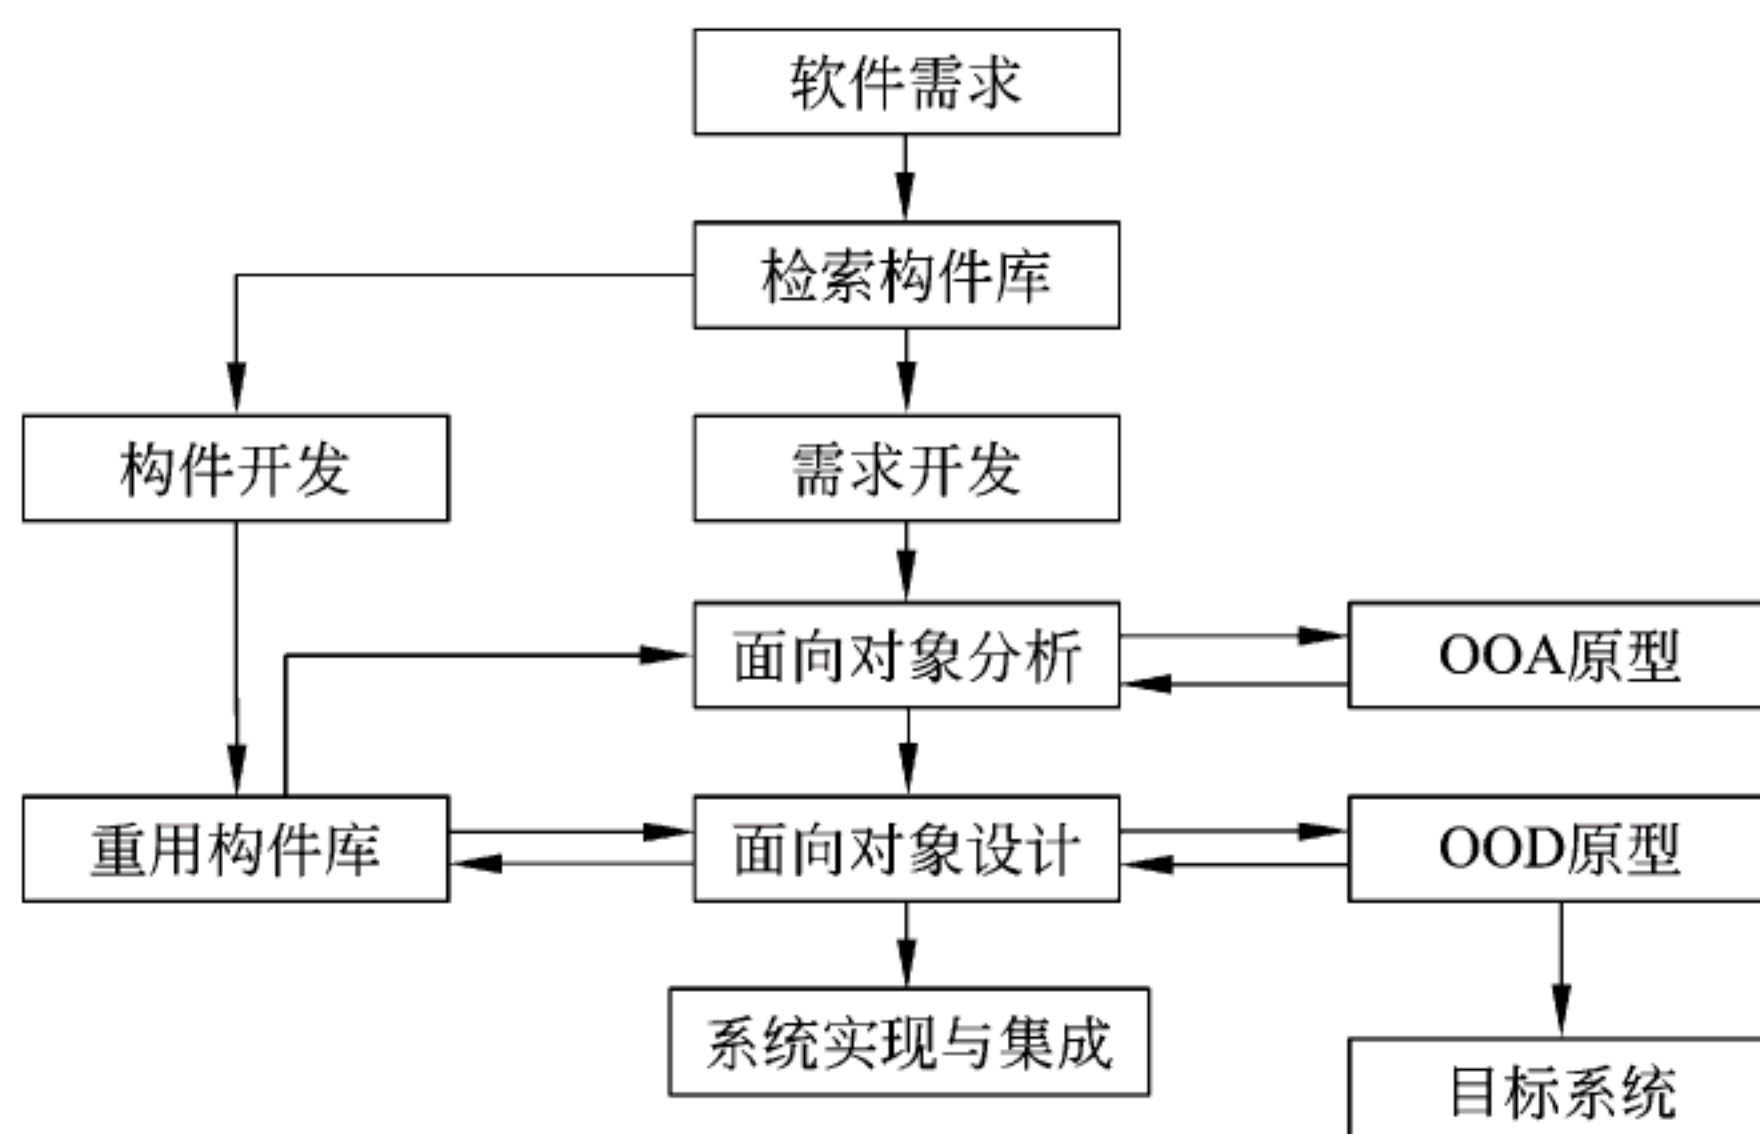 软件需求
检索构件库
构件开发
需求开发
面向对象分析
OOA原型
重用构件库
面向对象设计
OOD原型
系统实现与集成
目标系统